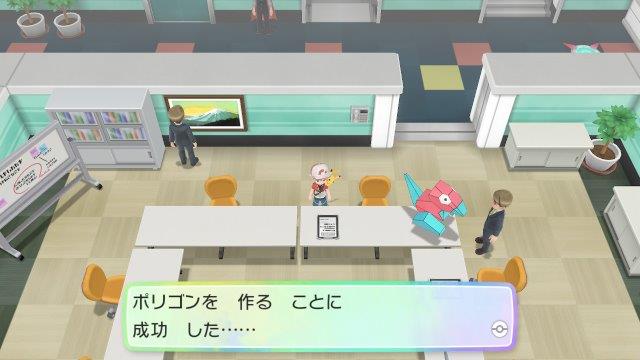 ポリゴンを　作る　ことに
成功　した……